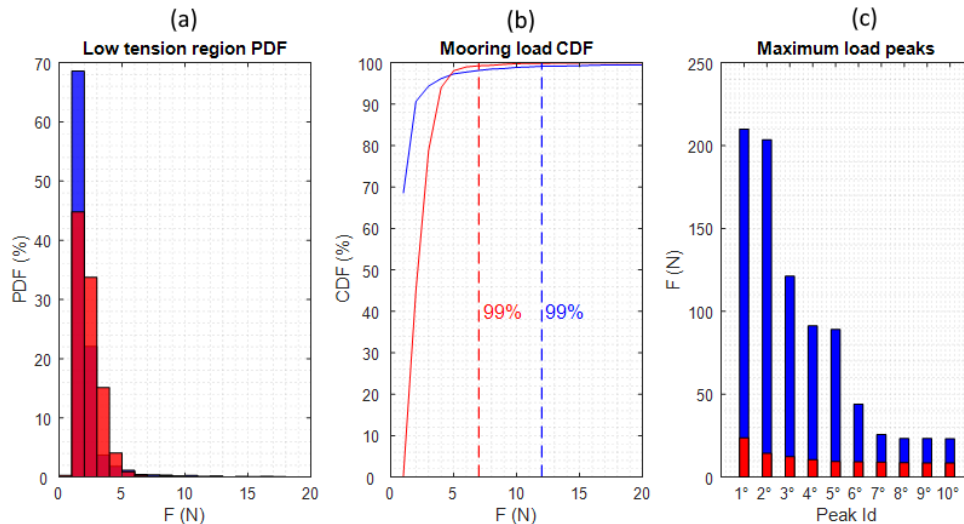 (a)
Low tension region PDF
70
60
50
40
30
20
10
0
PDF (%)
0 5 10 15 20
F (N)
(b)
Mooring load CDF
100
90
80
70
60
50
40
30
20
10
0
CDF (%)
99% 99%
0 5 10 15 20
F (N)
(c)
Maximum load peaks
250
200
150
100
50
0
F (N)
1° 2° 3° 4° 5° 6° 7° 8° 9° 10°
Peak Id